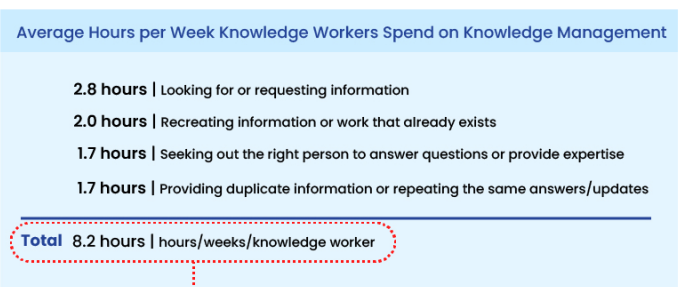 Average Hours per Week Knowledge Workers Spend on Knowledge Management
2.8 hours | Looking for or requesting information
2.0 hours | Recreating information or work that already exists
1.7 hours | Seeking out the right person to answer questions or provide expertise
1.7 hours | Providing duplicate information or repeating the same answers/updates
Total 8.2 hours | hours/weeks/knowledge worker